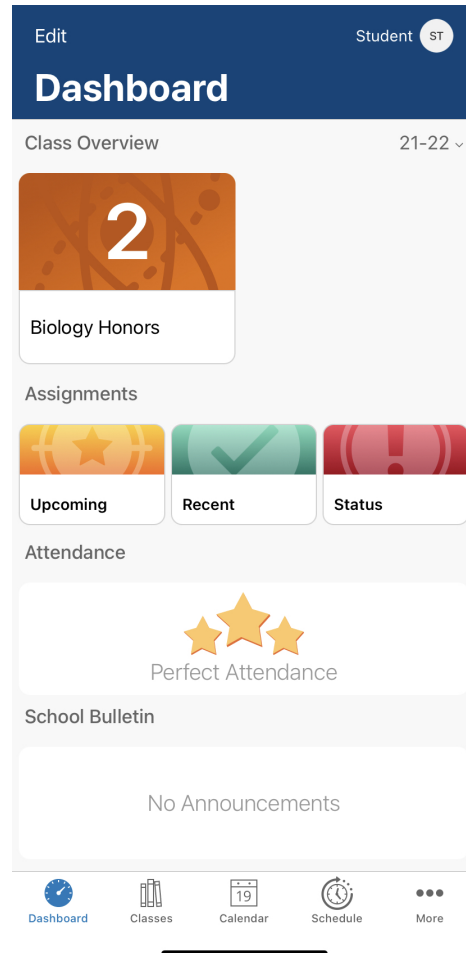 Edit
Student ST
Dashboard
Class Overview 21-22
2
Biology Honors
Assignments
Upcoming Recent Status
Attendance
Perfect Attendance
School Bulletin
No Announcements
19
Dashboard Classes Calendar Schedule More